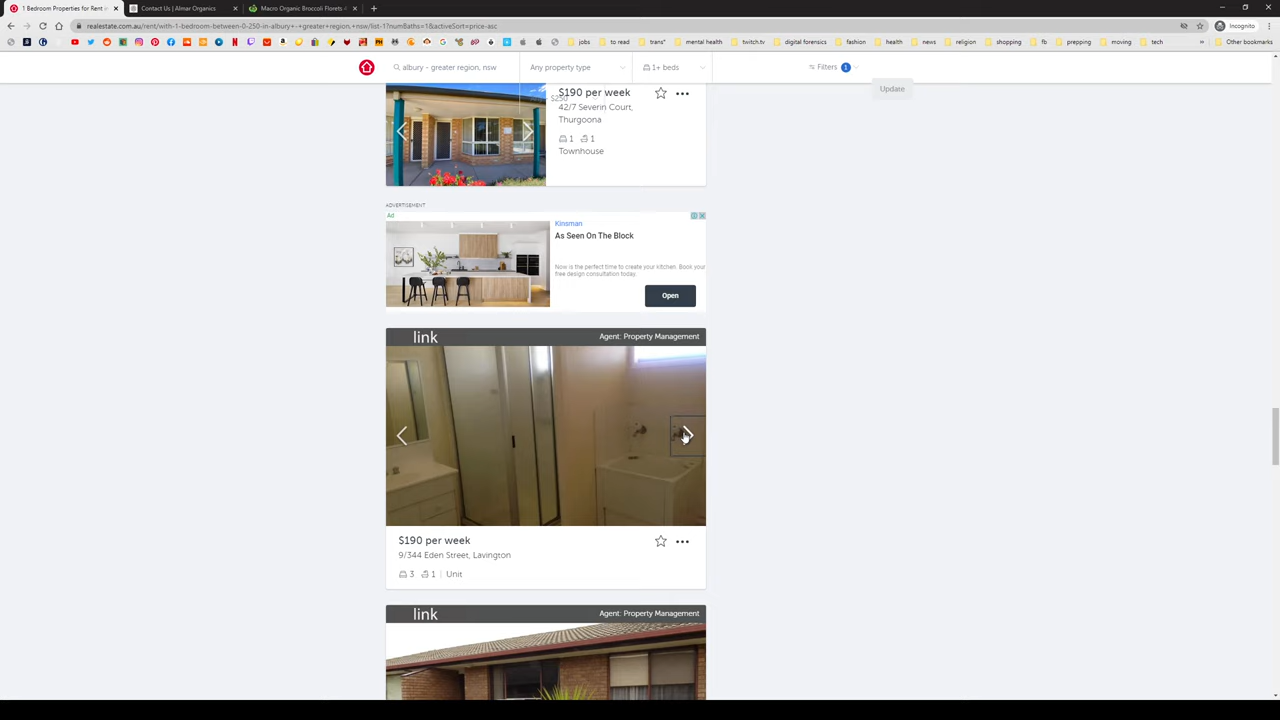 1 Bedroom Properties for Rent in
Contact Us | Almar Organics
Macro Organic Broccoli Florets
realestate.com.au/rent/with-1-bedroom-between-0-250-in-albury+-+greater+region,+nsw/list-1?numBaths=1&activeSort=price-asc
Incognito
jobs
to read
trans*
mental health
twitch.tv
digital forensics
fashion
health
news
religion
shopping
fb
prepping
moving
tech
»
Other bookmarks
albury - greater region, nsw
Any property type
1+ beds
Filters 1
- $250
Update
$190 per week
42/7 Severin Court,
Thurgoona
1 1
Townhouse
ADVERTISEMENT
Ad
Kinsman
As Seen On The Block
Now is the perfect time to create your kitchen. Book your
free design consultation today.
Open
link
Agent: Property Management
$190 per week
9/344 Eden Street, Lavington
3 1 | Unit
link
Agent: Property Management